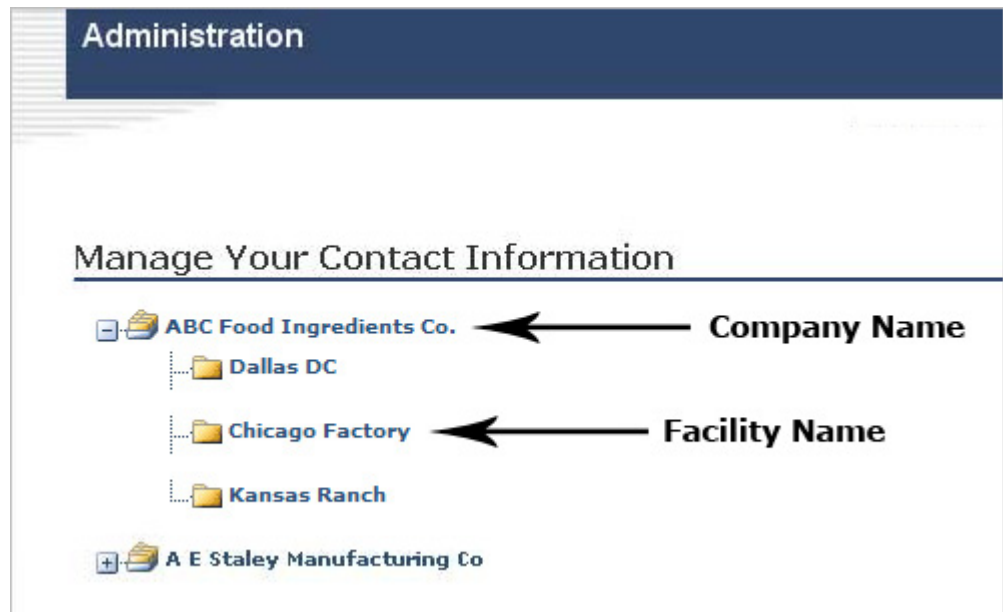 Administration
Manage Your Contact Information
ABC Food Ingredients Co. Company Name
Dallas DC
Chicago Factory Facility Name
Kansas Ranch
A E Staley Manufacturing Co